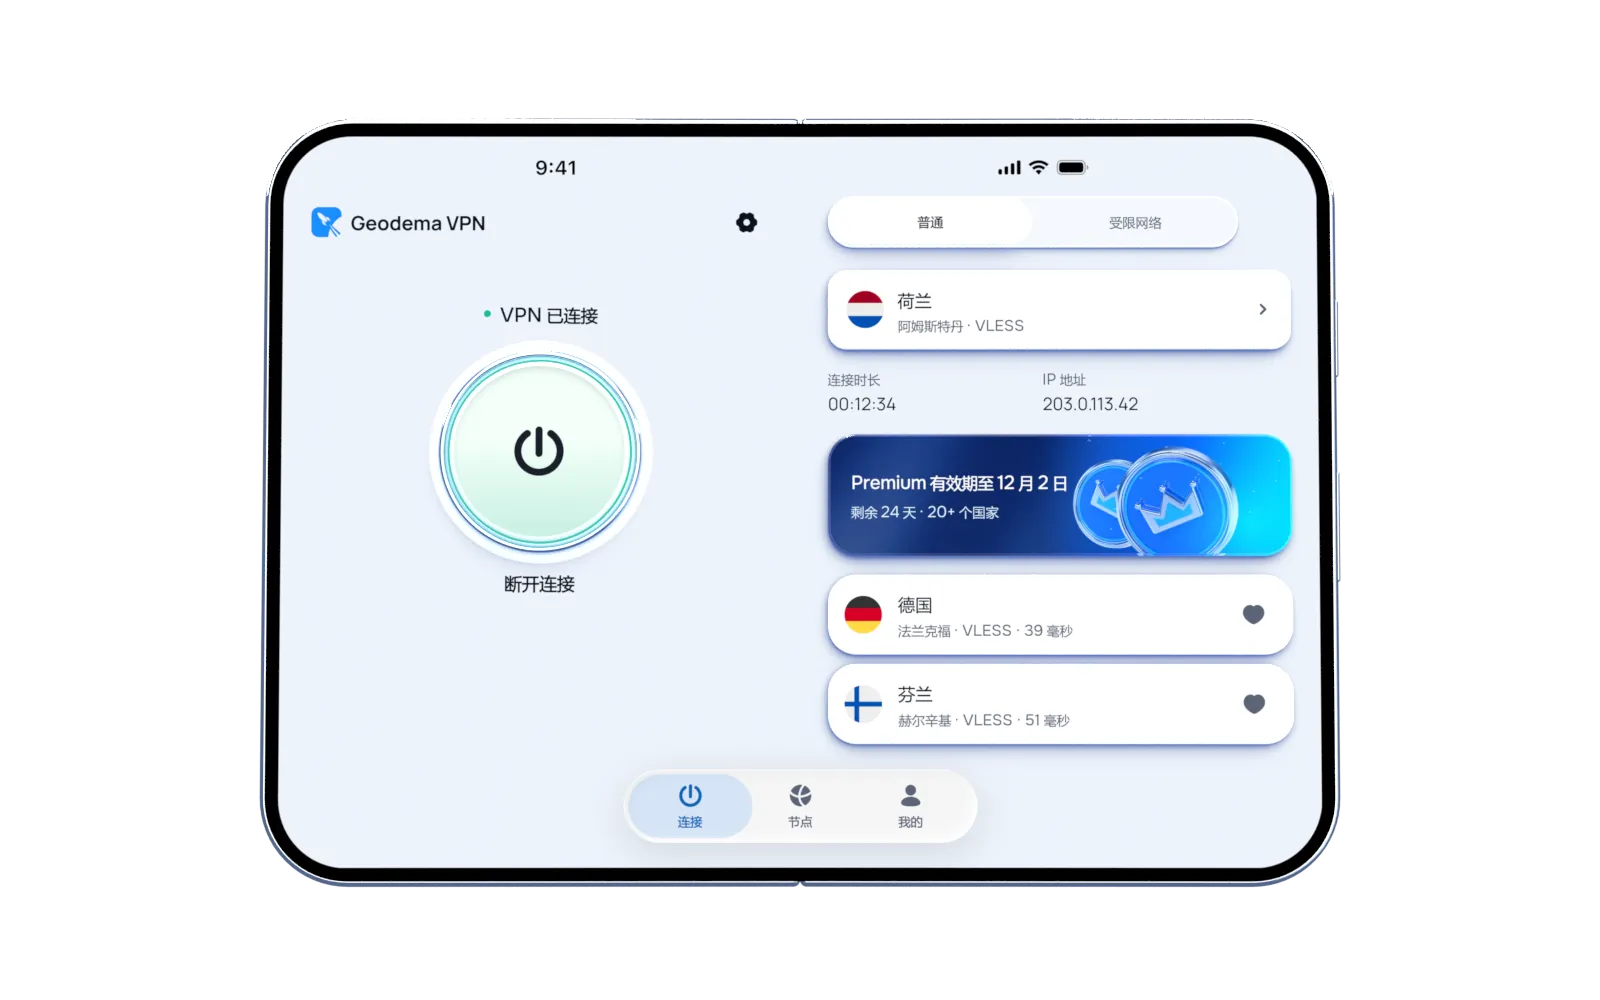 9:41
Geodema VPN
VPN 已连接
断开连接
普通
受限网络
荷兰
阿姆斯特丹 · VLESS
连接时长
00:12:34
IP 地址
203.0.113.42
Premium 有效期至 12 月 2 日
剩余 24 天 · 20+ 个国家
德国
法兰克福 · VLESS · 39 毫秒
芬兰
赫尔辛基 · VLESS · 51 毫秒
连接
节点
我的